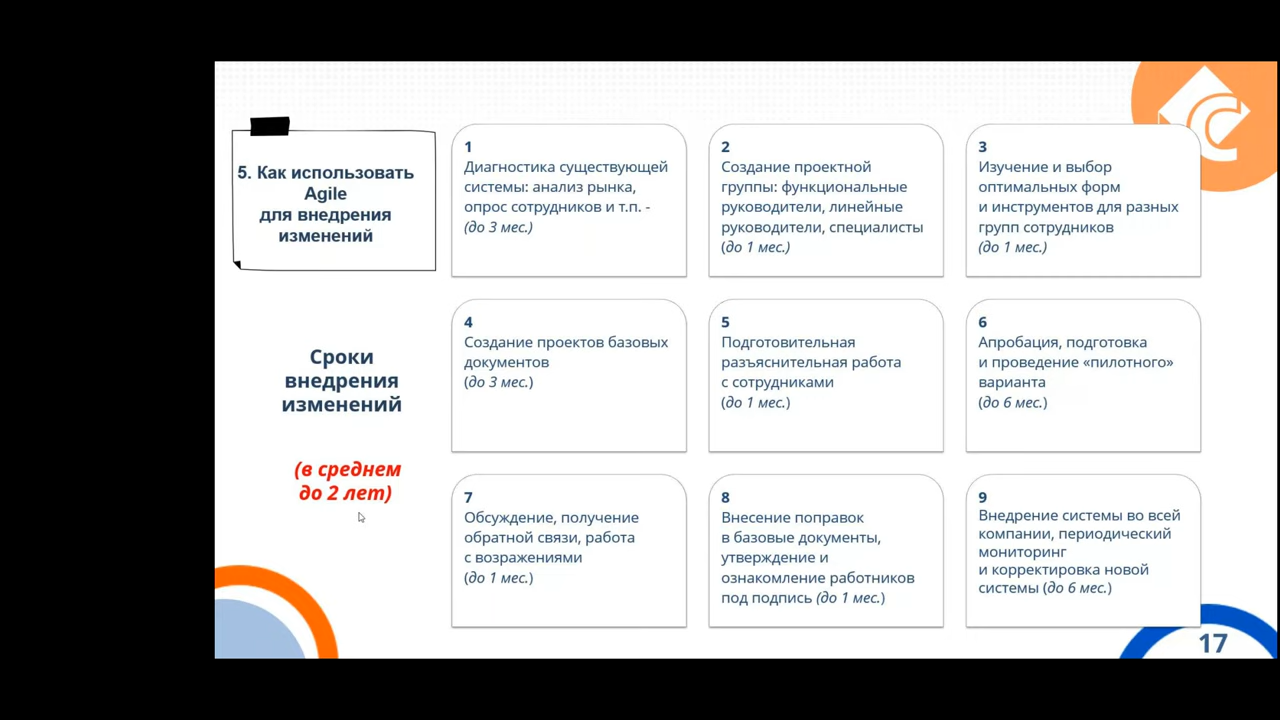 5. Как использовать
Agile
для внедрения
изменений
Сроки
внедрения
изменений
(в среднем
до 2 лет)
1
Диагностика существующей
системы: анализ рынка,
опрос сотрудников и т.п. -
(до 3 мес.)
2
Создание проектной
группы: функциональные
руководители, линейные
руководители, специалисты
(до 1 мес.)
3
Изучение и выбор
оптимальных форм
и инструментов для разных
групп сотрудников
(до 1 мес.)
4
Создание проектов базовых
документов
(до 3 мес.)
5
Подготовительная
разъяснительная работа
с сотрудниками
(до 1 мес.)
6
Апробация, подготовка
и проведение «пилотного»
варианта
(до 6 мес.)
7
Обсуждение, получение
обратной связи, работа
с возражениями
(до 1 мес.)
8
Внесение поправок
в базовые документы,
утверждение и
ознакомление работников
под подпись (до 1 мес.)
9
Внедрение системы во всей
компании, периодический
мониторинг
и корректировка новой
системы (до 6 мес.)
17